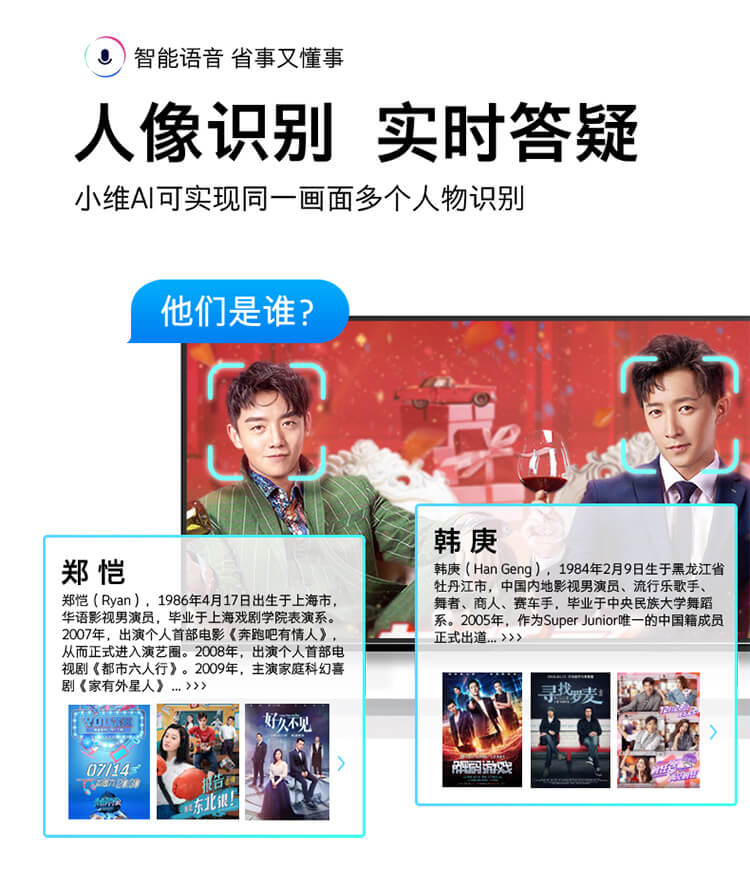 智能语音 省事又懂事
人像识别 实时答疑
小维AI可实现同一画面多个人物识别
他们是谁?
郑恺
郑恺（Ryan），1986年4月17日出生于上海市，
华语影视男演员，毕业于上海戏剧学院表演系。
2007年，出演个人首部电影《奔跑吧有情人》，
从而正式进入演艺圈。2008年，出演个人首部电
视剧《都市六人行》。2009年，主演家庭科幻喜
剧《家有外星人》 ... >>>
07/14
报告
东北银!
好久不见
韩庚
韩庚（Han Geng），1984年2月9日生于黑龙江省
牡丹江市，中国内地影视男演员、流行乐歌手、
舞者、商人、赛车手，毕业于中央民族大学舞蹈
系。2005年，作为Super Junior唯一的中国籍成员
正式出道... >>>
解码游戏
寻找罗麦